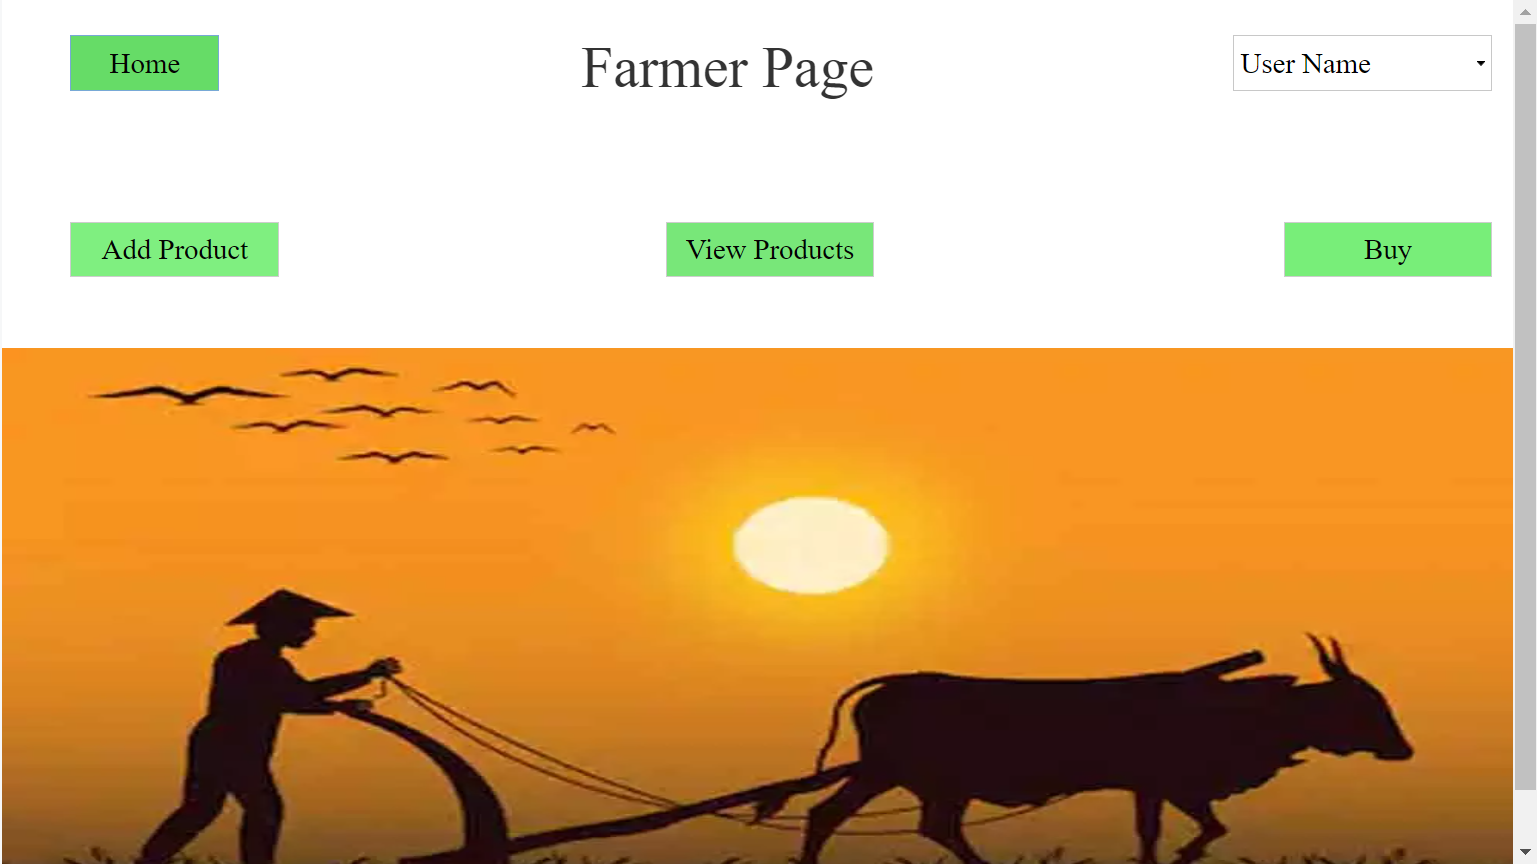 Home
Farmer Page
User Name
Add Product
View Products
Buy